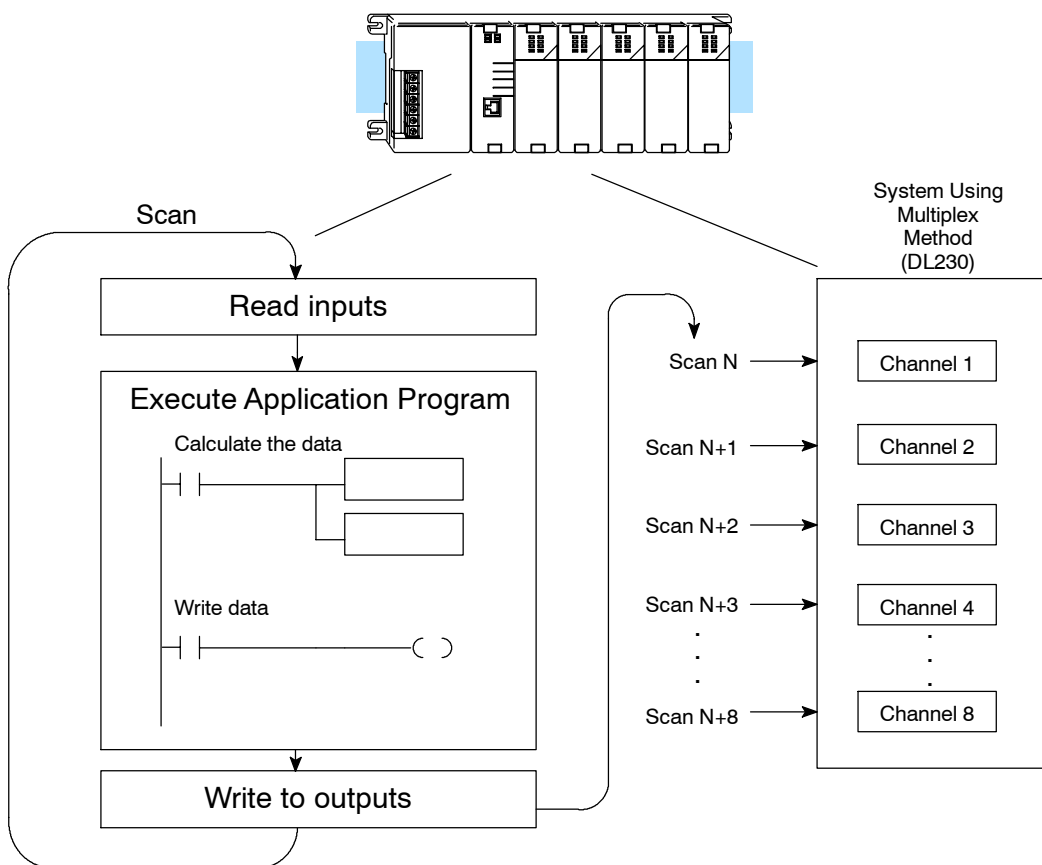 Scan
System Using
Multiplex
Method
(DL230)
Read inputs
Execute Application Program
Calculate the data
Write data
Write to outputs
Scan N
Channel 1
Scan N+1
Channel 2
Scan N+2
Channel 3
Scan N+3
Channel 4
Scan N+8
Channel 8